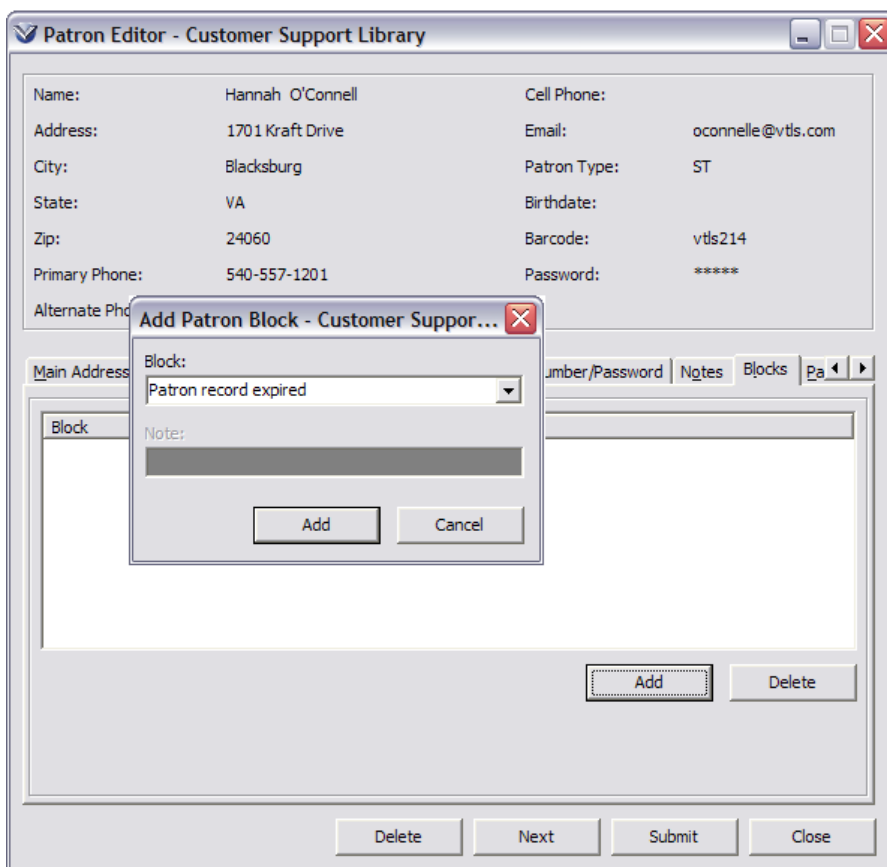 Patron Editor - Customer Support Library
Name: Hannah O'Connell Cell Phone:
Address: 1701 Kraft Drive Email: oconnelle@vtls.com
City: Blacksburg Patron Type: ST
State: VA Birthdate:
Zip: 24060 Barcode: vtls214
Primary Phone: 540-557-1201 Password: *****
Alternate Pho
Add Patron Block - Customer Suppor...
Block:
Patron record expired
Note:
Add Cancel
Main Address umber/Password Notes Blocks Pa
Block
Add Delete
Delete Next Submit Close